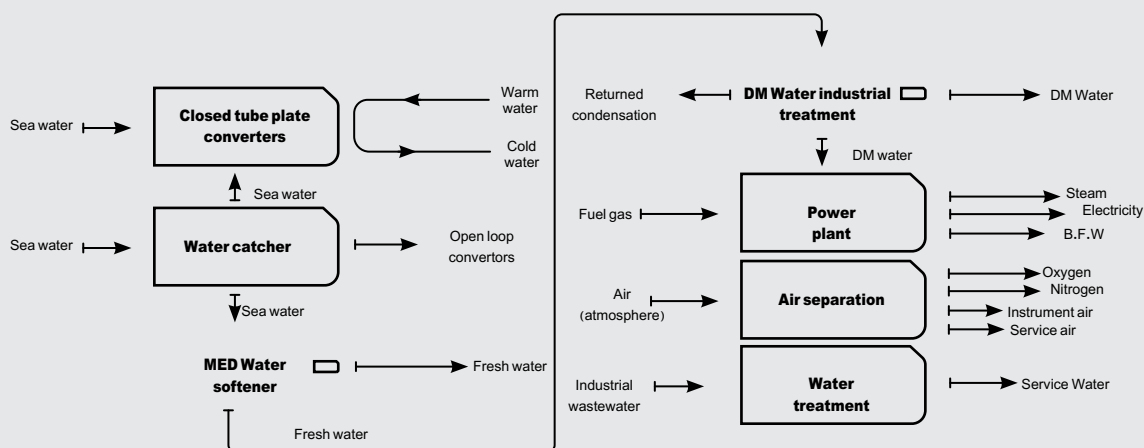 Sea water
Closed tube plate
converters
Warm
water
Cold
water
Sea water
Sea water
Water catcher
Open loop
convertors
Sea water
MED Water
softener
Fresh water
Fresh water
Returned
condensation
DM Water industrial
treatment
DM Water
DM water
Fuel gas
Power
plant
Steam
Electricity
B.F.W
Air
(atmosphere)
Air separation
Oxygen
Nitrogen
Instrument air
Service air
Industrial
wastewater
Water
treatment
Service Water